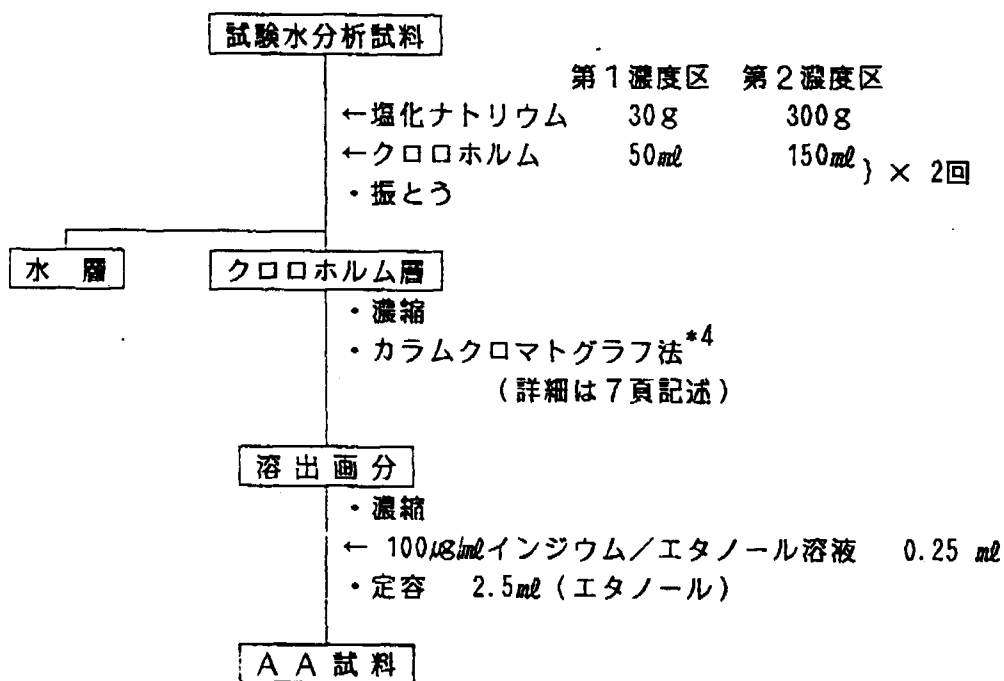 試験水分析試料
第1濃度区 第2濃度区
←塩化ナトリウム 30g 300g
←クロロホルム 50㎖ 150㎖ } × 2回
・振とう
水 層 クロロホルム層
・濃縮
・カラムクロマトグラフ法*4
(詳細は7頁記述)
溶出画分
・濃縮
← 100㎍/㎖インジウム/エタノール溶液 0.25 ㎖
・定容 2.5㎖(エタノール)
AA試料